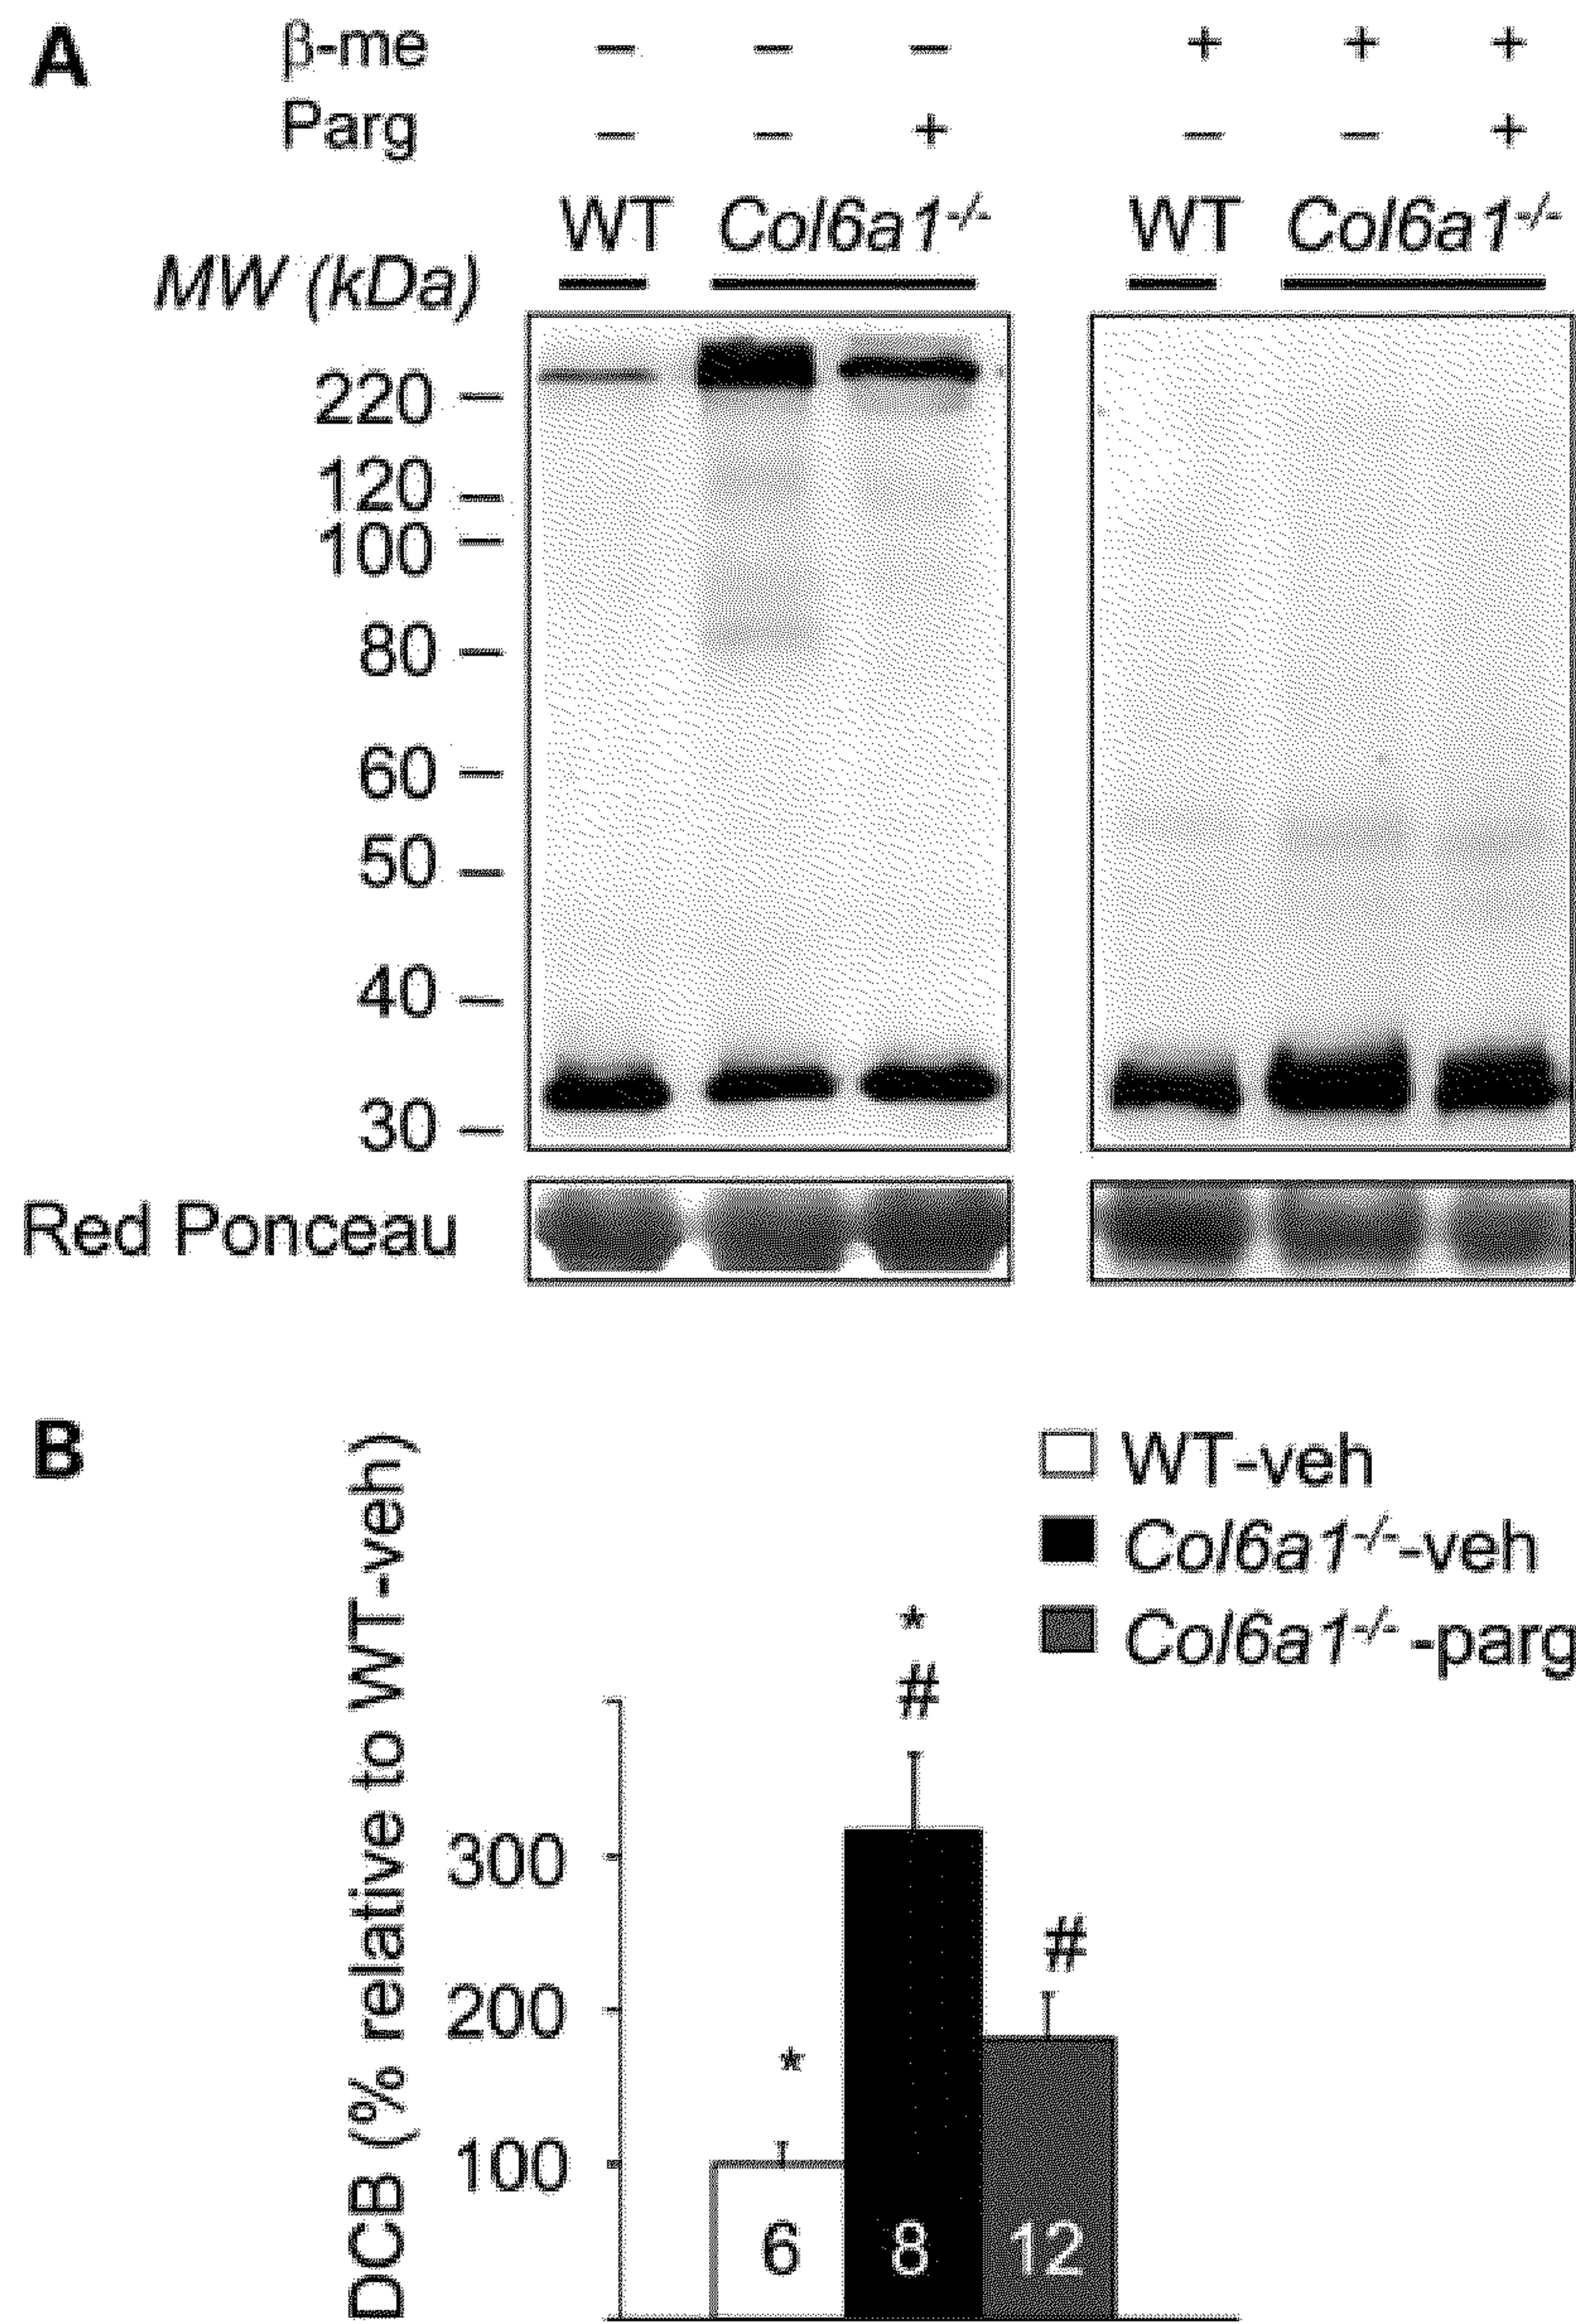 A
β-me – – – + + +
Parg – – + – – +
WT Col6a1-/- WT Col6a1-/-
MW (kDa)
220
120
100
80
60
50
40
30
Red Ponceau
B
DCB (% relative to WT-veh)
WT-veh
Col6a1-/--veh
Col6a1-/- -parg
*
#
300
#
200
*
100
6 8 12